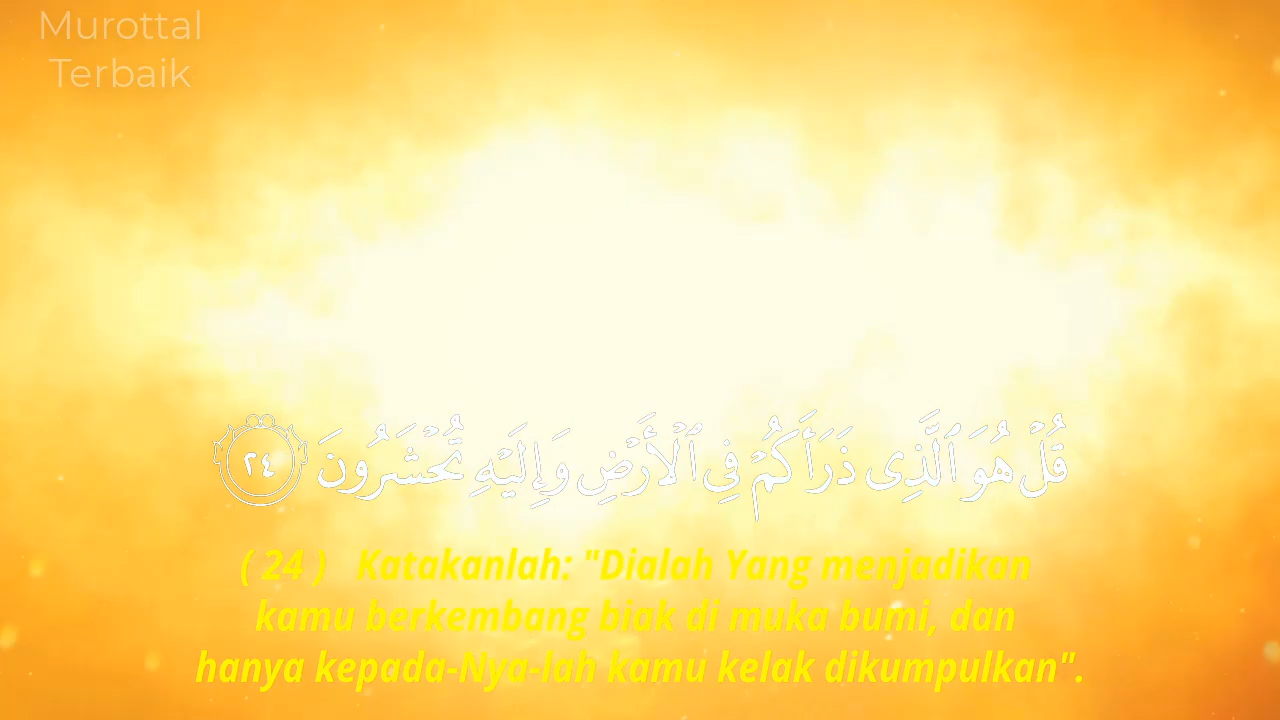 Murottal
Terbaik
قُلْ هُوَ ٱلَّذِى ذَرَأَكُمْ فِى ٱلْأَرْضِ وَإِلَيْهِ تُحْشَرُونَ ٢٤
( 24 ) Katakanlah: "Dialah Yang menjadikan
kamu berkembang biak di muka bumi, dan
hanya kepada-Nya-lah kamu kelak dikumpulkan".